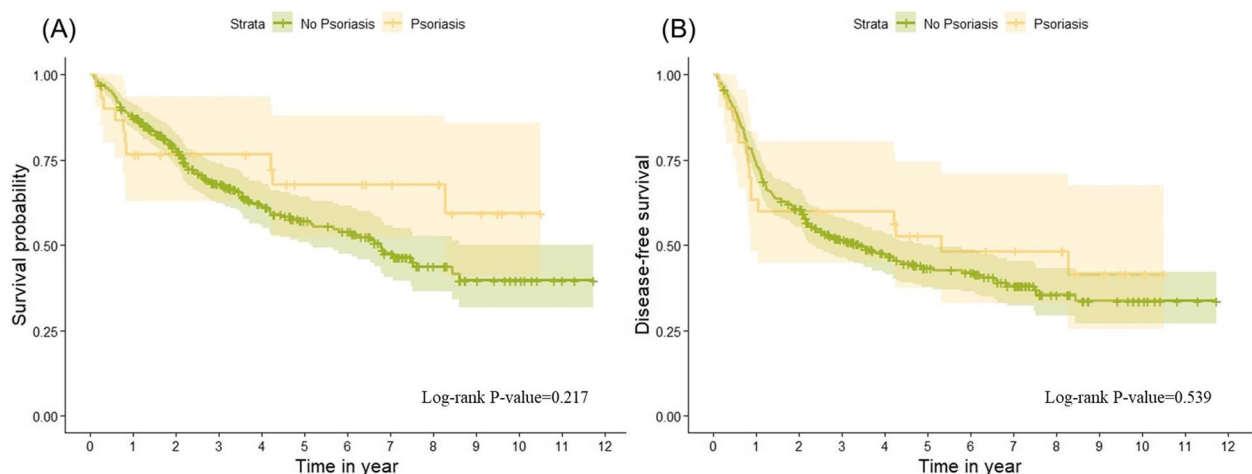 (A)
Strata No Psoriasis Psoriasis
Survival probability
1.00
0.75
0.50
0.25
0.00
Log-rank P-value=0.217
0 1 2 3 4 5 6 7 8 9 10 11 12
Time in year
(B)
Strata No Psoriasis Psoriasis
Disease-free survival
1.00
0.75
0.50
0.25
0.00
Log-rank P-value=0.539
0 1 2 3 4 5 6 7 8 9 10 11 12
Time in year